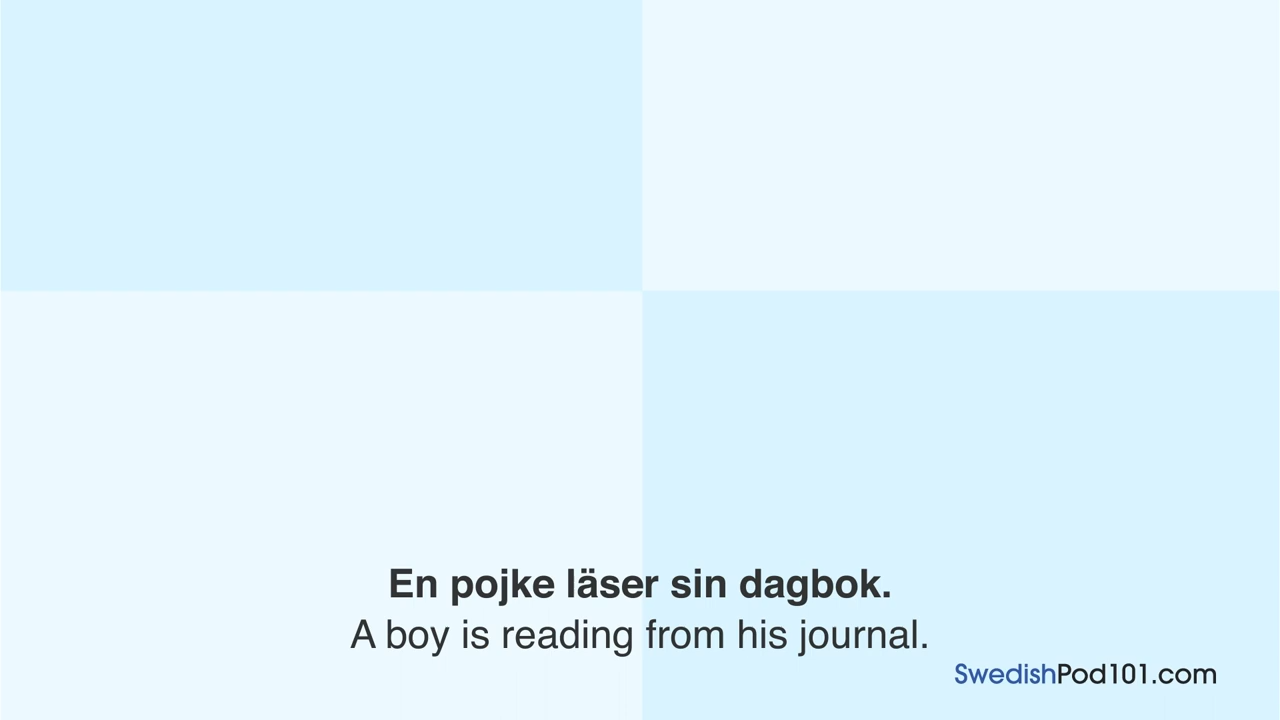 En pojke läser sin dagbok.
A boy is reading from his journal.
SwedishPod101.com